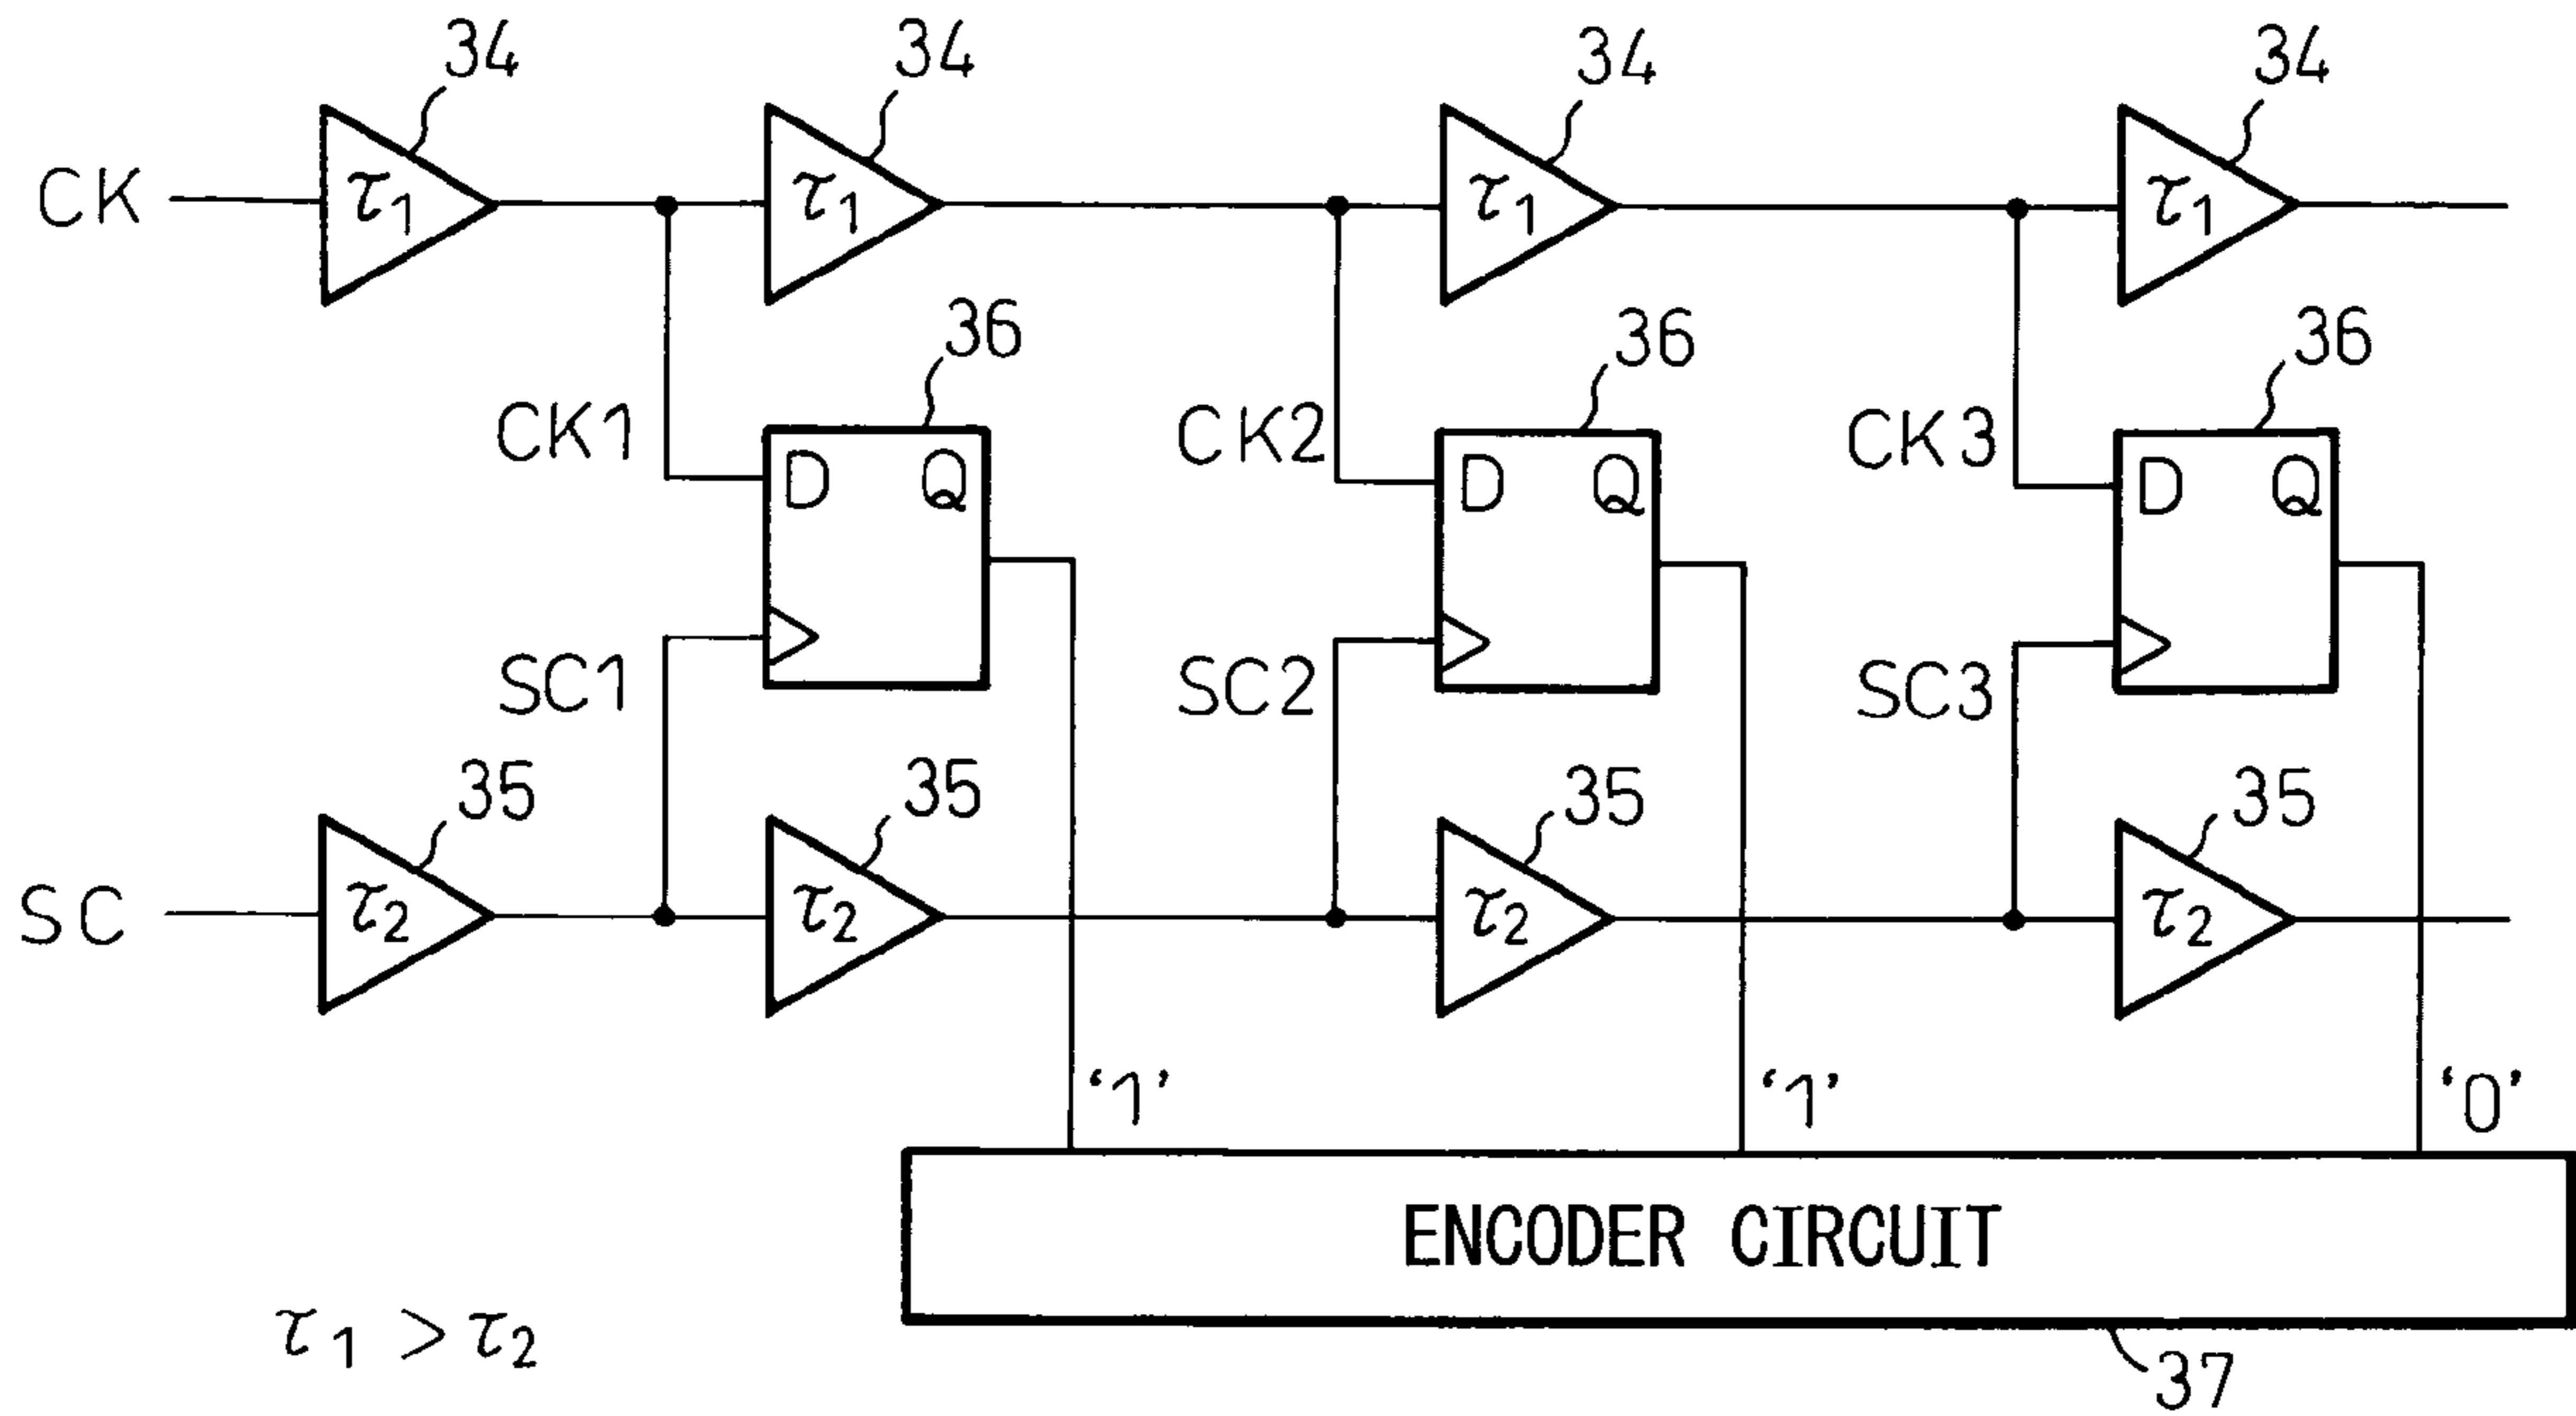 34 34 34 34
CK τ1 τ1 τ1 τ1
36 36 36
CK1 D Q CK2 D Q CK3 D Q
SC1 SC2 SC3
35 35 35 35
SC τ2 τ2 τ2 τ2
‘1’ ‘1’ ‘0’
ENCODER CIRCUIT
τ1 > τ2
37